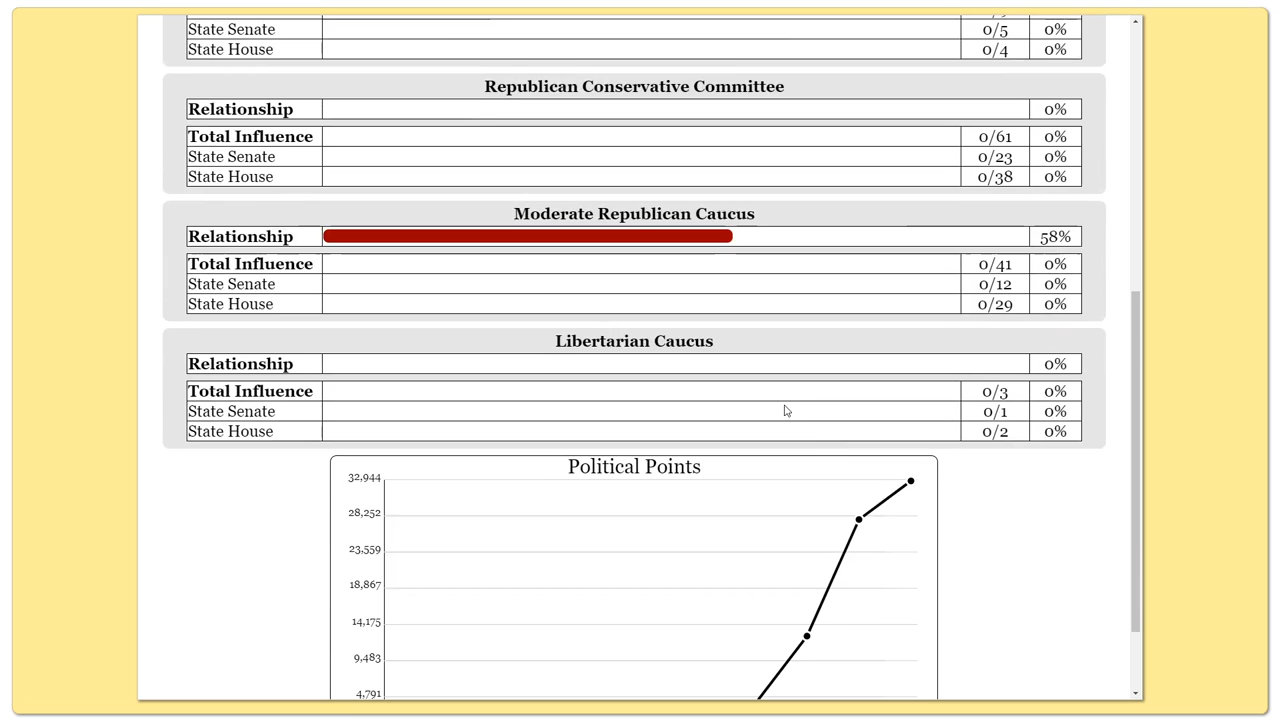 State Senate 0/5 0%
State House 0/4 0%
Republican Conservative Committee
Relationship 0%
Total Influence 0/61 0%
State Senate 0/23 0%
State House 0/38 0%
Moderate Republican Caucus
Relationship 58%
Total Influence 0/41 0%
State Senate 0/12 0%
State House 0/29 0%
Libertarian Caucus
Relationship 0%
Total Influence 0/3 0%
State Senate 0/1 0%
State House 0/2 0%
Political Points
32,944
28,252
23,559
18,867
14,175
9,483
4,791